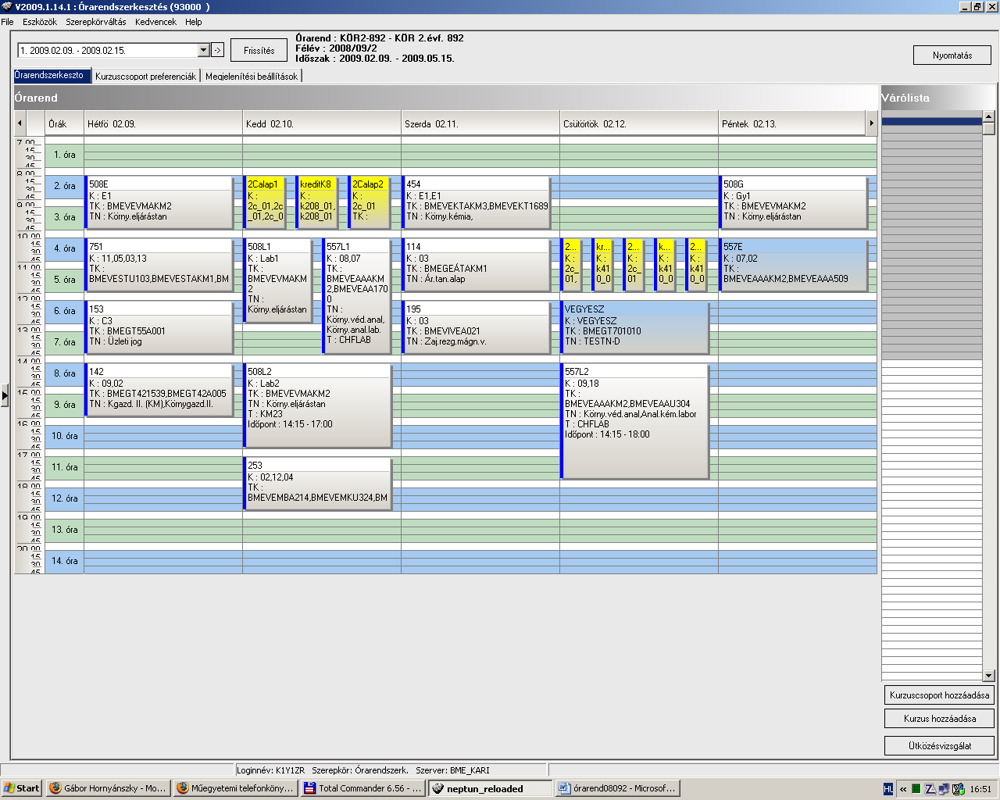 V2009.1.14.1 : Órarendszerkesztés (93000 )
File Eszközök Szerepkörváltás Kedvencek Help
1. 2009.02.09. - 2009.02.15.
->
Frissítés
Órarend : KÖR2-892 - KÖR 2.évf. 892
Félév : 2008/09/2
Időszak : 2009.02.09. - 2009.05.15.
Nyomtatás
Órarendszerkeszto Kurzuscsoport preferenciák Megjelenítési beállítások
Órarend
Várólista
Órák Hétfő 02.09. Kedd 02.10. Szerda 02.11. Csütörtök 02.12. Péntek 02.13.
1. óra
2. óra
3. óra
4. óra
5. óra
6. óra
7. óra
8. óra
9. óra
10. óra
11. óra
12. óra
13. óra
14. óra
508E
K : E1
TK : BMEVEVMAKM2
TN : Körny.eljárástan
751
K : 11,05,03,13
TK :
BMEVESTU103,BMEVESTAKM1,BM
153
K : C3
TK : BMEGT55A001
TN : Üzleti jog
142
K : 09,02
TK : BMEGT421539,BMEGT42A005
TN : Kgazd. II. (KM),Környgazd.II.
2Calap1
K :
2c_01,2c
_01,2c_0
kreditK8
K :
k208_01,
k208_01
2Calap2
K :
2c_01
TK :
508L1
K : Lab1
TK :
BMEVEVMAKM
2
TN :
Körny.eljárástan
557L1
K : 08,07
TK :
BMEVEAAAKM
2,BMEVEAA170
0
TN :
Körny.véd.anal,
Körny.anal.lab.
T : CHFLAB
508L2
K : Lab2
TK : BMEVEVMAKM2
TN : Körny.eljárástan
T : KM23
Időpont : 14:15 - 17:00
253
K : 02,12,04
TK :
BMEVEMBA214,BMEVEMKU324,BM
454
K : E1,E1
TK : BMEVEKTAKM3,BMEVEKT1689
TN : Körny.kémia,
114
K : 03
TK : BMEGEÁTAKM1
TN : Ár.tan.alap
195
K : 03
TK : BMEVIVEA021
TN : Zaj.rezg.mágn.v.
2...
K :
2c_
01,
kr...
K :
k41
0_0
2...
K :
2c_
01
k...
K :
k41
0_0
2...
K :
k41
0_0
VEGYESZ
K : VEGYESZ
TK : BMEGT701010
TN : TESTN-D
557L2
K : 09,18
TK :
BMEVEAAAKM2,BMEVEAAU304
TN : Körny.véd.anal,Anal.kém.labor
T : CHFLAB
Időpont : 14:15 - 18:00
508G
K : Gy1
TK : BMEVEVMAKM2
TN : Körny.eljárástan
557E
K : 07,02
TK :
BMEVEAAAKM2,BMEVEAAA509
Kurzuscsoport hozzáadása
Kurzus hozzáadása
Ütközésvizsgálat
Loginnév: K1Y1ZR Szerepkör: Órarendszerk. Szerver: BME_KARI
Start Gábor Hornyánszky - Mo... Műegyetemi telefonköny... Total Commander 6.56 - ... neptun_reloaded órarend08092 - Microsof... HU « 16:51